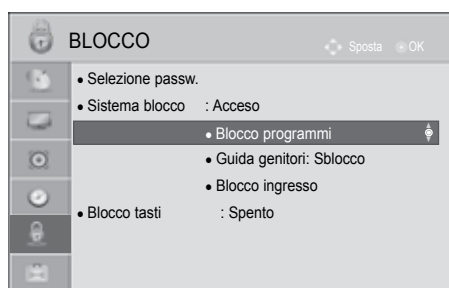 BLOCCO
Sposta OK
• Selezione passw.
• Sistema blocco : Acceso
• Blocco programmi
• Guida genitori: Sblocco
• Blocco ingresso
• Blocco tasti : Spento